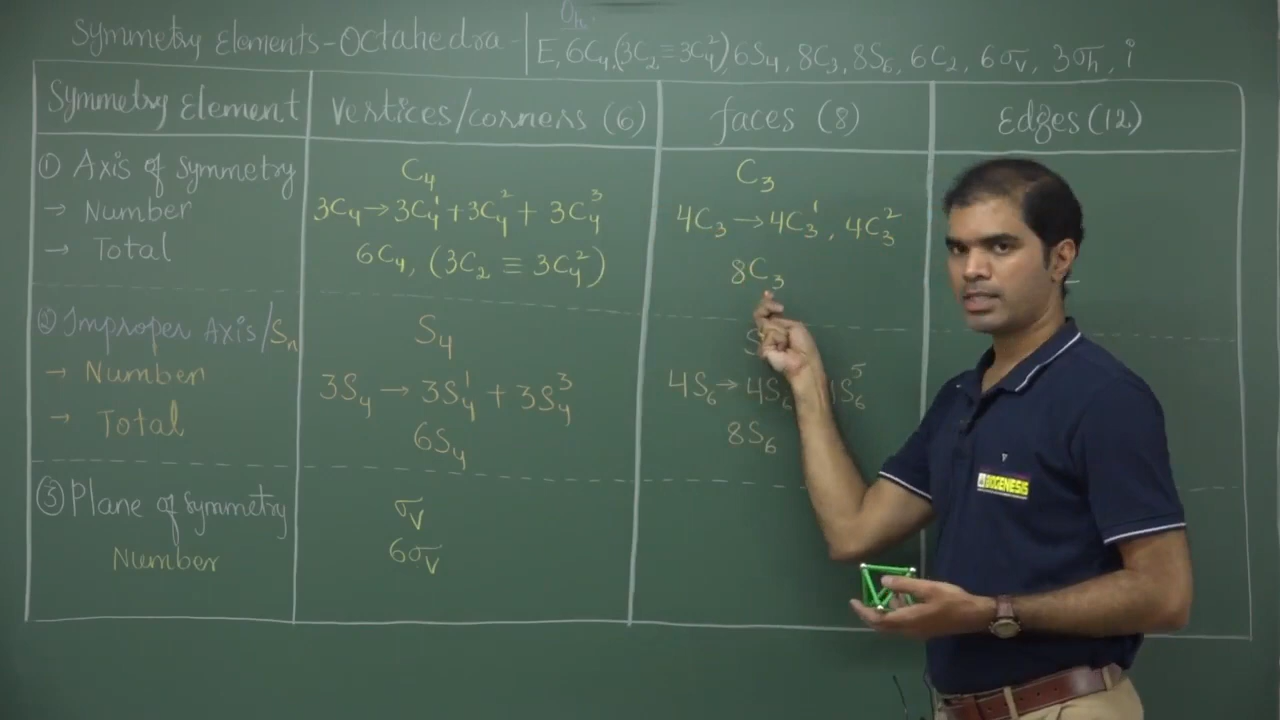 Oh.
Symmetry Elements-Octahedra - E, 6C₄, (3C₂ ≡ 3C₄²), 6S₄, 8C₃, 8S₆, 6C₂, 6σᵥ, 3σₕ, i
Symmetry Element
Vertices/corners (6)
faces (8)
Edges (12)
① Axis of Symmetry
→ Number
→ Total
C₄
3C₄ → 3C₄¹ + 3C₄² + 3C₄³
6C₄, (3C₂ ≡ 3C₄²)
C₃
4C₃ → 4C₃¹, 4C₃²
8C₃
② Improper Axis/Sₙ
→ Number
→ Total
S₄
3S₄ → 3S₄¹ + 3S₄³
6S₄
4S₆ → 4S₆ S₆⁵
8S₆
③ Plane of Symmetry
Number
σᵥ
6σᵥ
BIOGENESIS